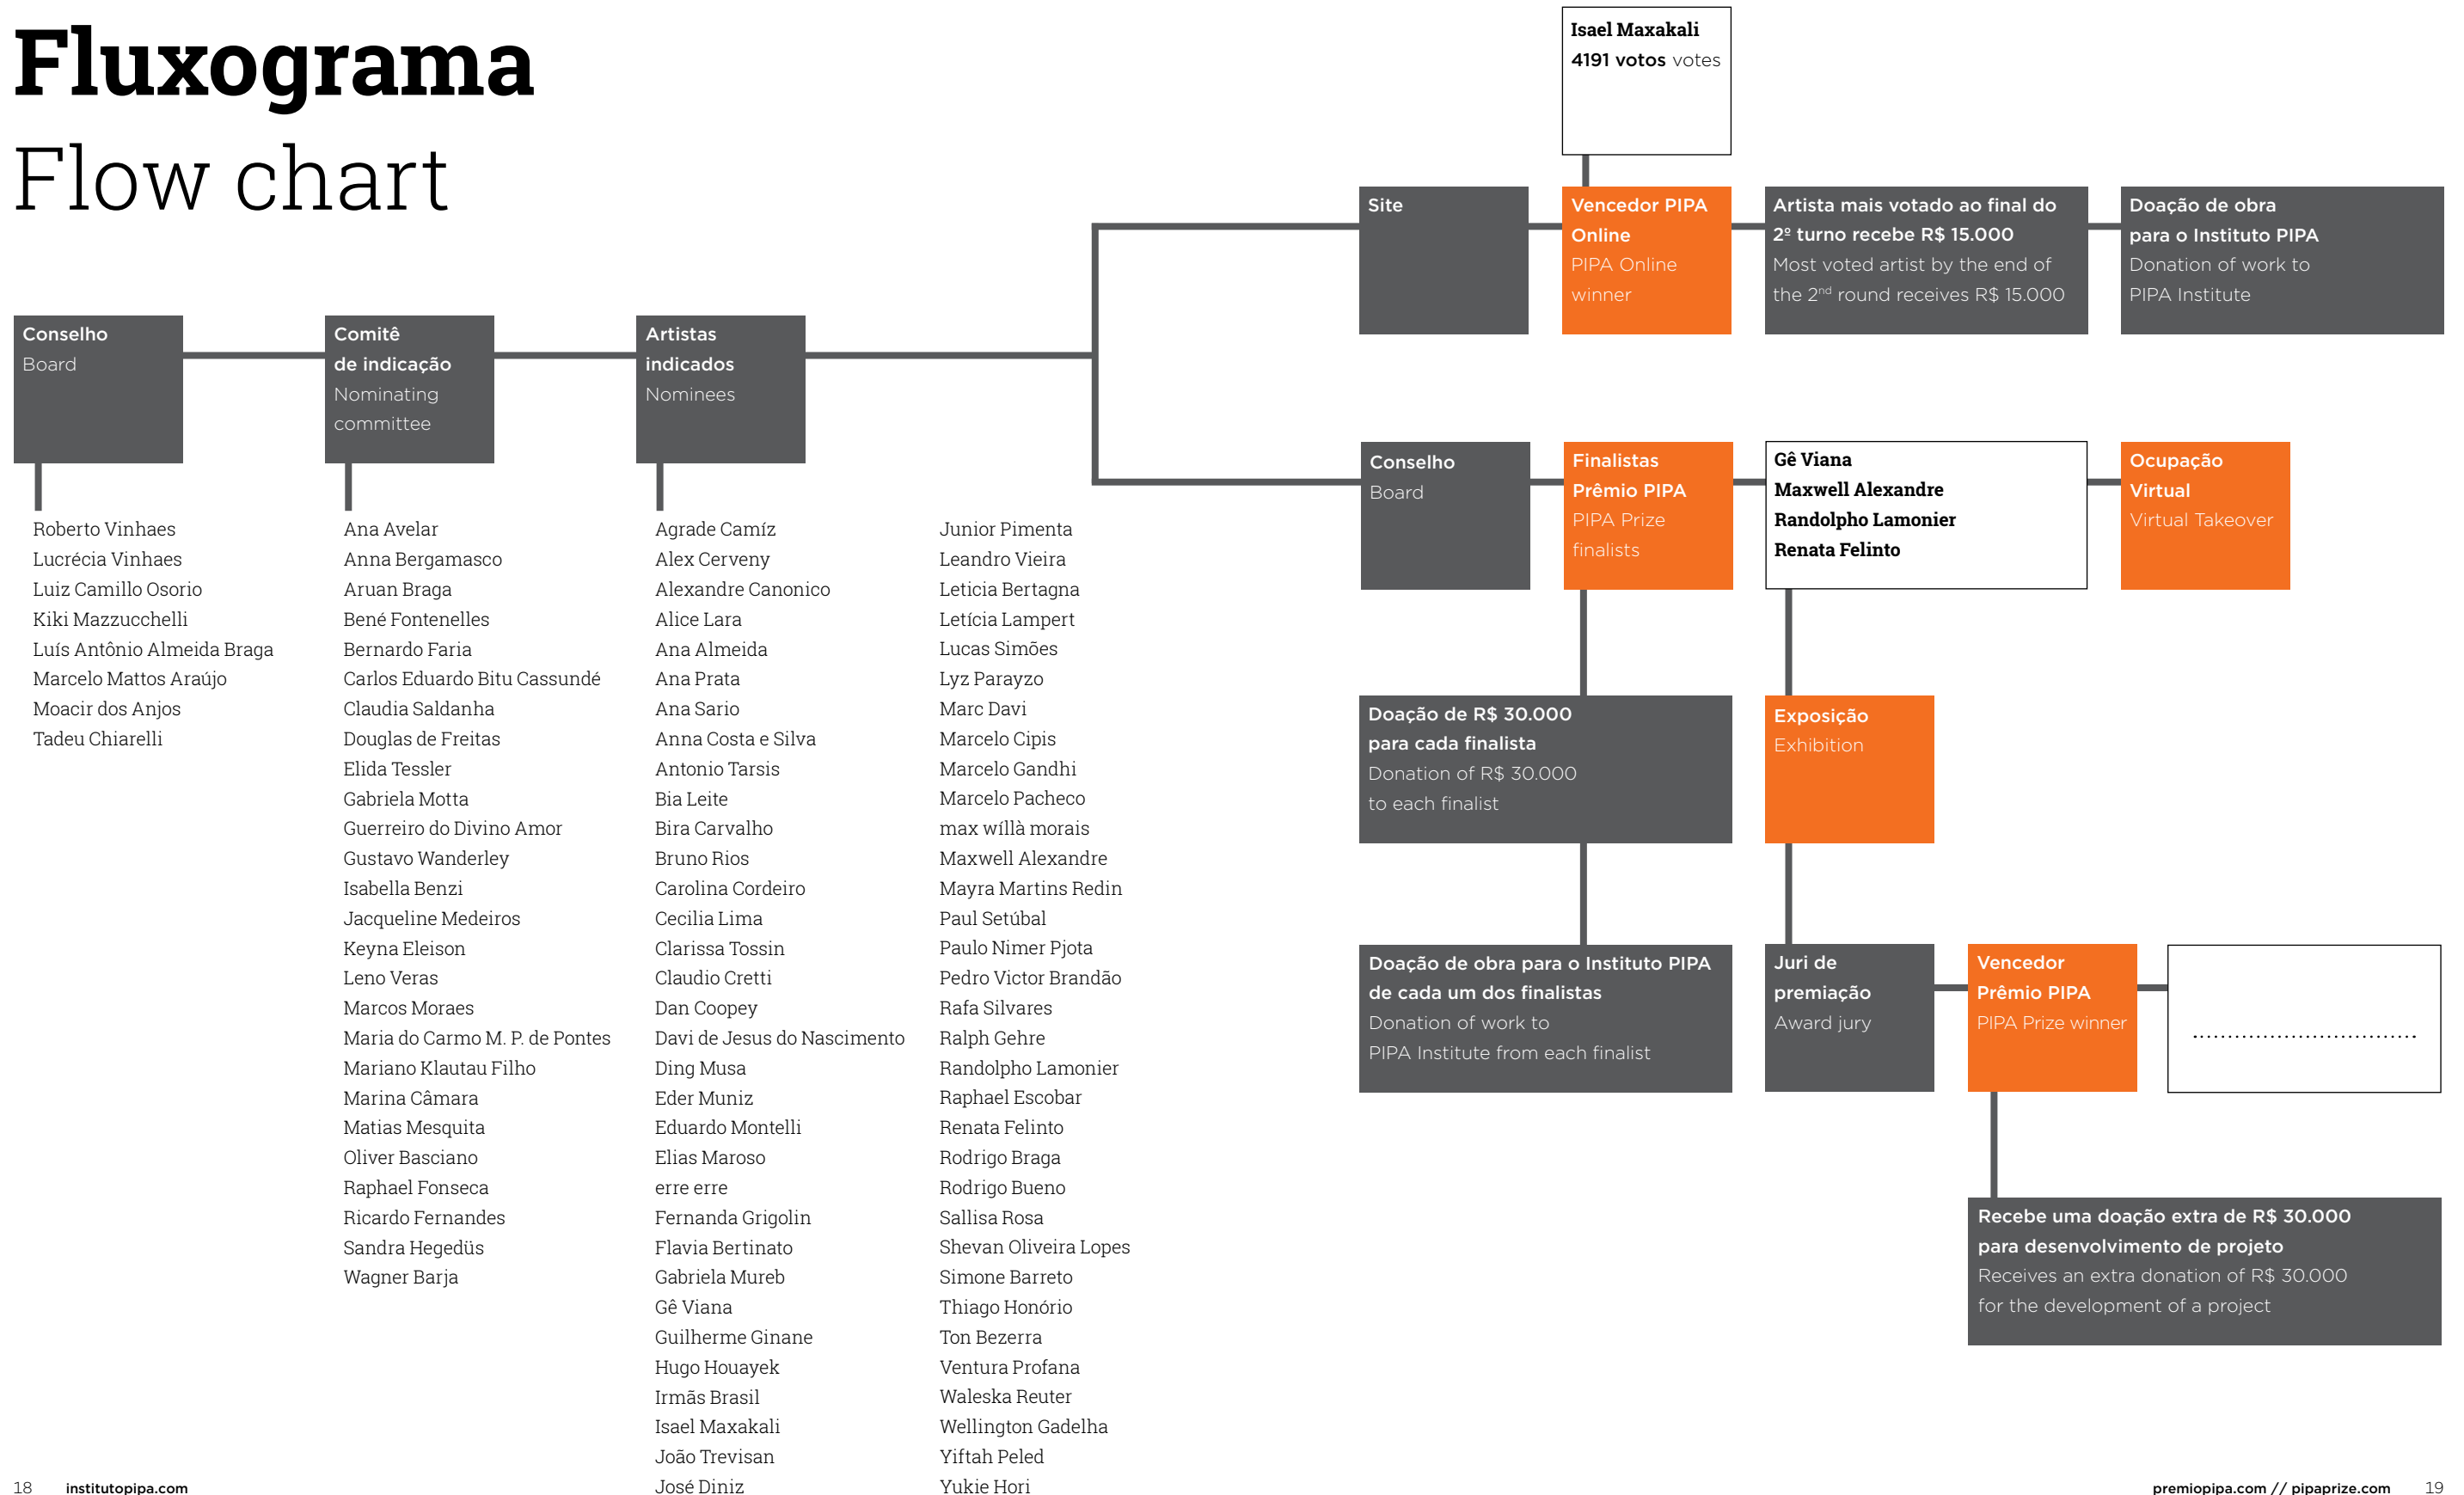 Fluxograma
Flow chart
Conselho
Board
Roberto Vinhaes
Lucrécia Vinhaes
Luiz Camillo Osorio
Kiki Mazzucchelli
Luís Antônio Almeida Braga
Marcelo Mattos Araújo
Moacir dos Anjos
Tadeu Chiarelli
Comitê
de indicação
Nominating
committee
Ana Avelar
Anna Bergamasco
Aruan Braga
Bené Fontenelles
Bernardo Faria
Carlos Eduardo Bitu Cassundé
Claudia Saldanha
Douglas de Freitas
Elida Tessler
Gabriela Motta
Guerreiro do Divino Amor
Gustavo Wanderley
Isabella Benzi
Jacqueline Medeiros
Keyna Eleison
Leno Veras
Marcos Moraes
Maria do Carmo M. P. de Pontes
Mariano Klautau Filho
Marina Câmara
Matias Mesquita
Oliver Basciano
Raphael Fonseca
Ricardo Fernandes
Sandra Hegedüs
Wagner Barja
Artistas
indicados
Nominees
Agrade Camíz
Alex Cerveny
Alexandre Canonico
Alice Lara
Ana Almeida
Ana Prata
Ana Sario
Anna Costa e Silva
Antonio Tarsis
Bia Leite
Bira Carvalho
Bruno Rios
Carolina Cordeiro
Cecilia Lima
Clarissa Tossin
Claudio Cretti
Dan Coopey
Davi de Jesus do Nascimento
Ding Musa
Eder Muniz
Eduardo Montelli
Elias Maroso
erre erre
Fernanda Grigolin
Flavia Bertinato
Gabriela Mureb
Gê Viana
Guilherme Ginane
Hugo Houayek
Irmãs Brasil
Isael Maxakali
João Trevisan
José Diniz
Junior Pimenta
Leandro Vieira
Leticia Bertagna
Letícia Lampert
Lucas Simões
Lyz Parayzo
Marc Davi
Marcelo Cipis
Marcelo Gandhi
Marcelo Pacheco
max wíllà morais
Maxwell Alexandre
Mayra Martins Redin
Paul Setúbal
Paulo Nimer Pjota
Pedro Victor Brandão
Rafa Silvares
Ralph Gehre
Randolpho Lamonier
Raphael Escobar
Renata Felinto
Rodrigo Braga
Rodrigo Bueno
Sallisa Rosa
Shevan Oliveira Lopes
Simone Barreto
Thiago Honório
Ton Bezerra
Ventura Profana
Waleska Reuter
Wellington Gadelha
Yiftah Peled
Yukie Hori
Isael Maxakali
4191 votos votes
Site
Vencedor PIPA
Online
PIPA Online
winner
Artista mais votado ao final do
2º turno recebe R$ 15.000
Most voted artist by the end of
the 2nd round receives R$ 15.000
Doação de obra
para o Instituto PIPA
Donation of work to
PIPA Institute
Conselho
Board
Finalistas
Prêmio PIPA
PIPA Prize
finalists
Gê Viana
Maxwell Alexandre
Randolpho Lamonier
Renata Felinto
Ocupação
Virtual
Virtual Takeover
Doação de R$ 30.000
para cada finalista
Donation of R$ 30.000
to each finalist
Exposição
Exhibition
Doação de obra para o Instituto PIPA
de cada um dos finalistas
Donation of work to
PIPA Institute from each finalist
Juri de
premiação
Award jury
Vencedor
Prêmio PIPA
PIPA Prize winner
................................
Recebe uma doação extra de R$ 30.000
para desenvolvimento de projeto
Receives an extra donation of R$ 30.000
for the development of a project
18 institutopipa.com
premiopipa.com // pipaprize.com 19